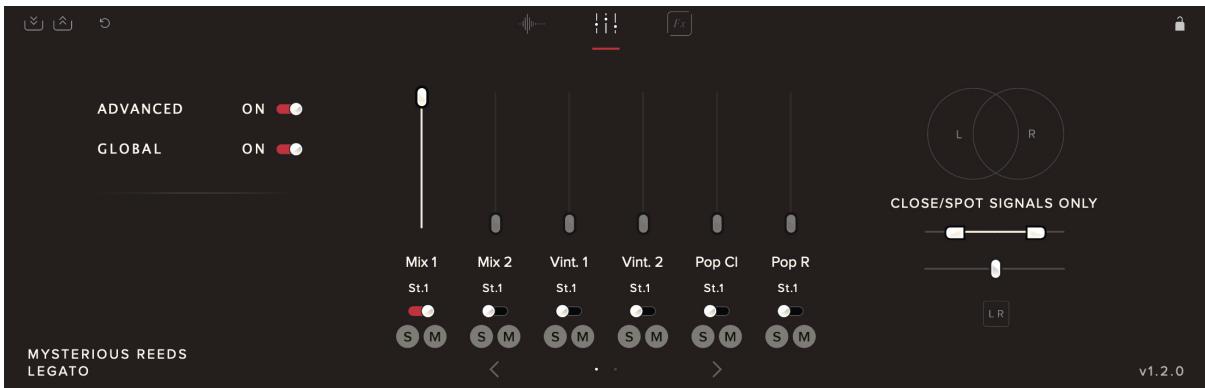 Fx
ADVANCED ON
GLOBAL ON
L R
CLOSE/SPOT SIGNALS ONLY
Mix 1 Mix 2 Vint. 1 Vint. 2 Pop Cl Pop R
St.1 St.1 St.1 St.1 St.1 St.1
L R
S M S M S M S M S M S M
MYSTERIOUS REEDS
LEGATO
v1.2.0